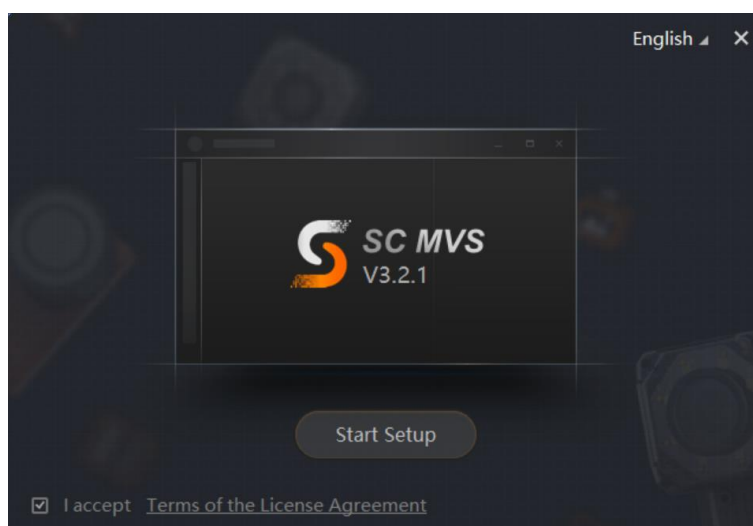 English
SC MVS
V3.2.1
Start Setup
I accept Terms of the License Agreement